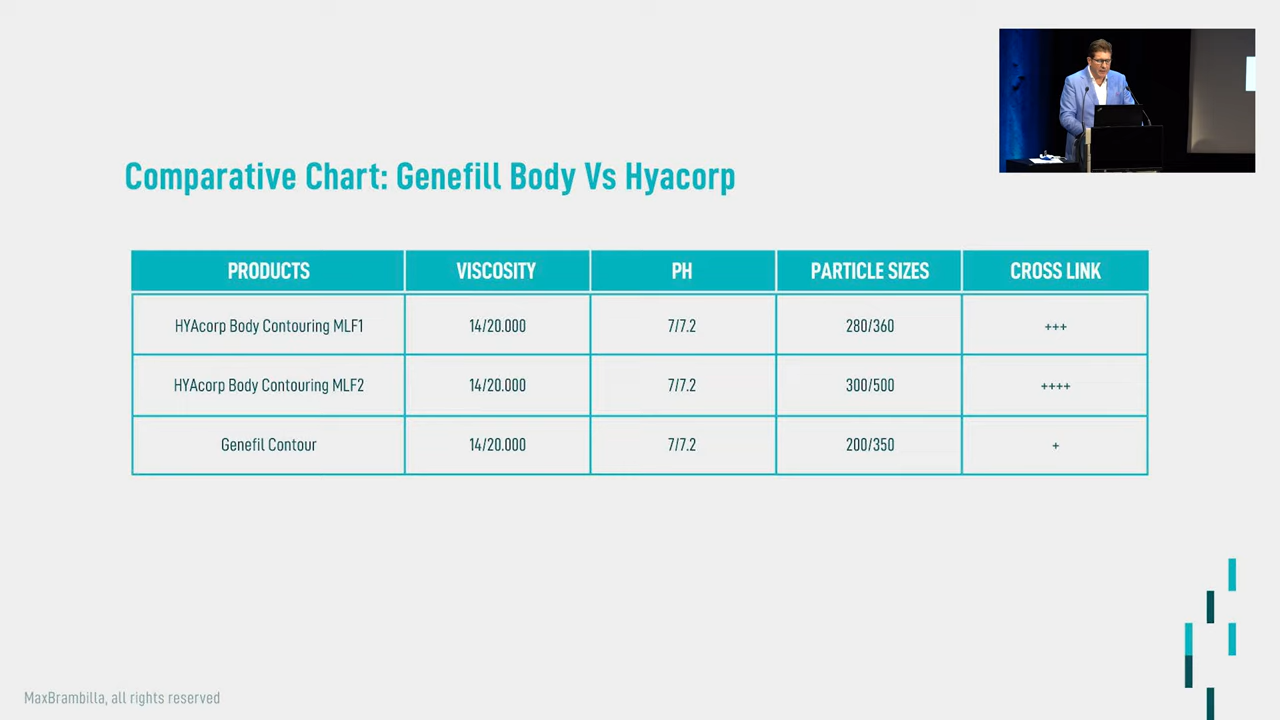 Comparative Chart: Genefill Body Vs Hyacorp
PRODUCTS VISCOSITY PH PARTICLE SIZES CROSS LINK
HYAcorp Body Contouring MLF1 14/20.000 7/7.2 280/360 +++
HYAcorp Body Contouring MLF2 14/20.000 7/7.2 300/500 ++++
Genefil Contour 14/20.000 7/7.2 200/350 +
MaxBrambilla, all rights reserved